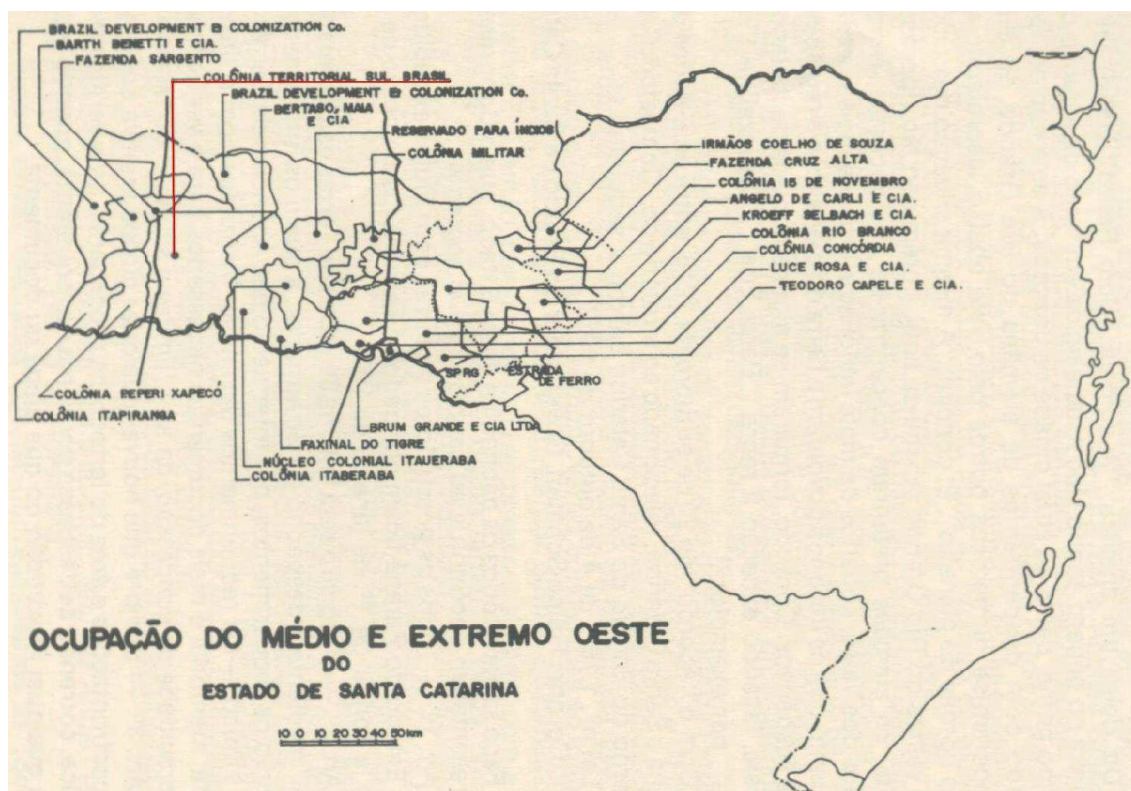 BRAZIL DEVELOPMENT & COLONIZATION Co.
BARTH BENETTI E CIA.
FAZENDA SARGENTO
COLÔNIA TERRITORIAL SUL BRASIL
BRAZIL DEVELOPMENT & COLONIZATION Co.
BERTASO, MAIA
E CIA
RESERVADO PARA ÍNDIOS
COLÔNIA MILITAR
IRMÃOS COELHO DE SOUZA
FAZENDA CRUZ ALTA
COLÔNIA 15 DE NOVEMBRO
ANGELO DE CARLI E CIA.
KROEFF SELBACH E CIA.
COLÔNIA RIO BRANCO
COLÔNIA CONCÓRDIA
LUCE ROSA E CIA.
TEODORO CAPELE E CIA.
SPRG
ESTRADA
DE FERRO
COLÔNIA PEPERI XAPECÓ
COLÔNIA ITAPIRANGA
BRUM GRANDE E CIA LTDA
FAXINAL DO TIGRE
NÚCLEO COLONIAL ITAUERABA
COLÔNIA ITABERABA
OCUPAÇÃO DO MÉDIO E EXTREMO OESTE
DO
ESTADO DE SANTA CATARINA
10 0 10 20 30 40 50km